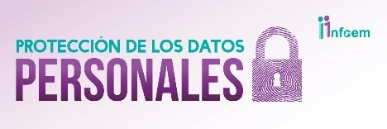 PROTECCIÓN DE LOS DATOS
PERSONALES
infoem